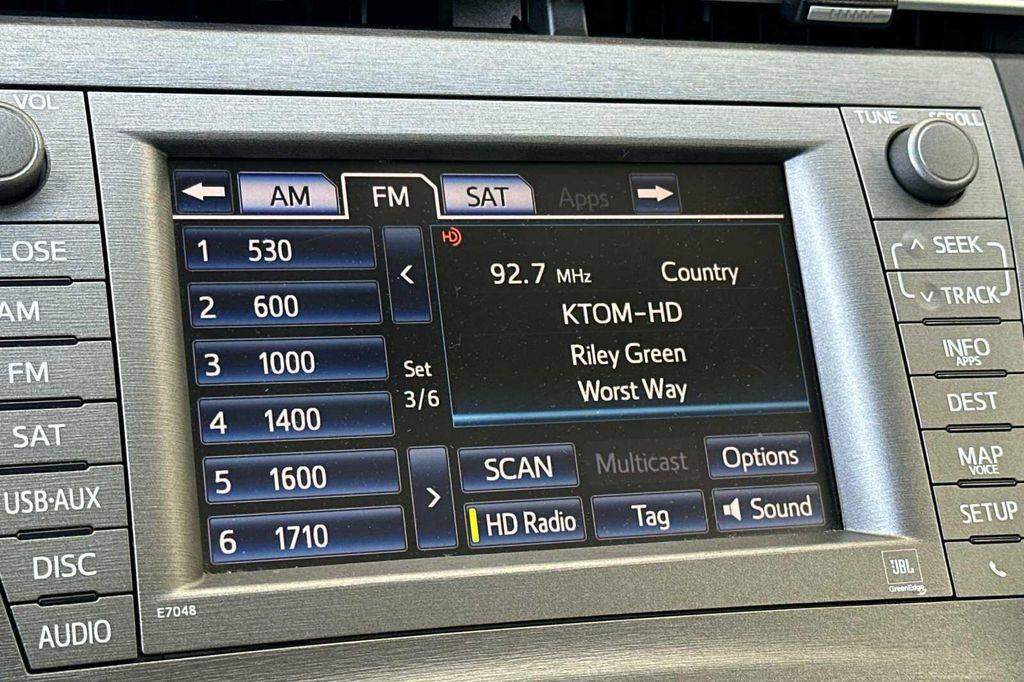 VOL
TUNE SCROLL
AM FM SAT Apps
1 530
2 600
3 1000
4 1400
5 1600
6 1710
<
Set
3/6
>
HD
92.7 MHz Country
KTOM-HD
Riley Green
Worst Way
SCAN Multicast Options
HD Radio Tag Sound
CLOSE
AM
FM
SAT
USB·AUX
DISC
AUDIO
SEEK
TRACK
INFO
APPS
DEST
MAP
VOICE
SETUP
E7048
JBL
GreenEdge